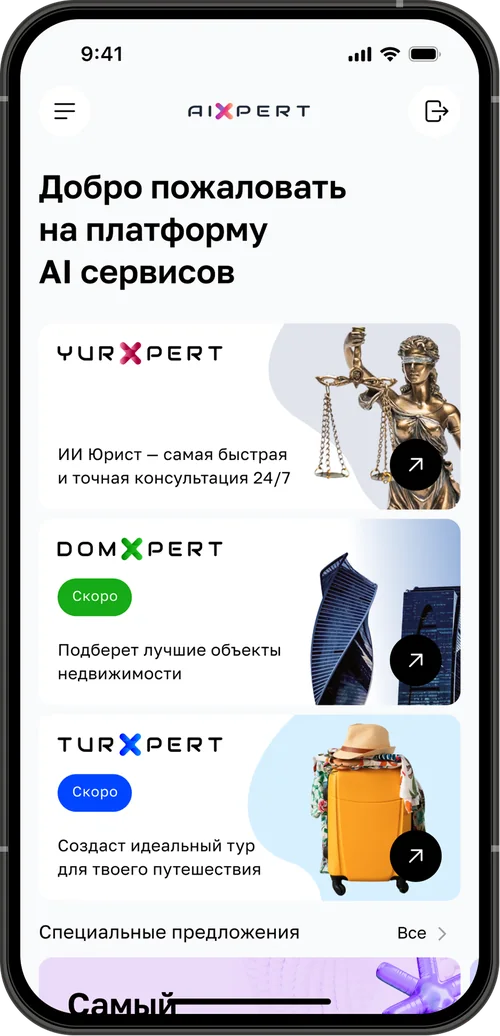 9:41
AIXPERT
Добро пожаловать
на платформу
AI сервисов
YURXPERT
ИИ Юрист — самая быстрая
и точная консультация 24/7
DOMXPERT
Скоро
Подберет лучшие объекты
недвижимости
TURXPERT
Скоро
Создаст идеальный тур
для твоего путешествия
Специальные предложения
Все
Самый